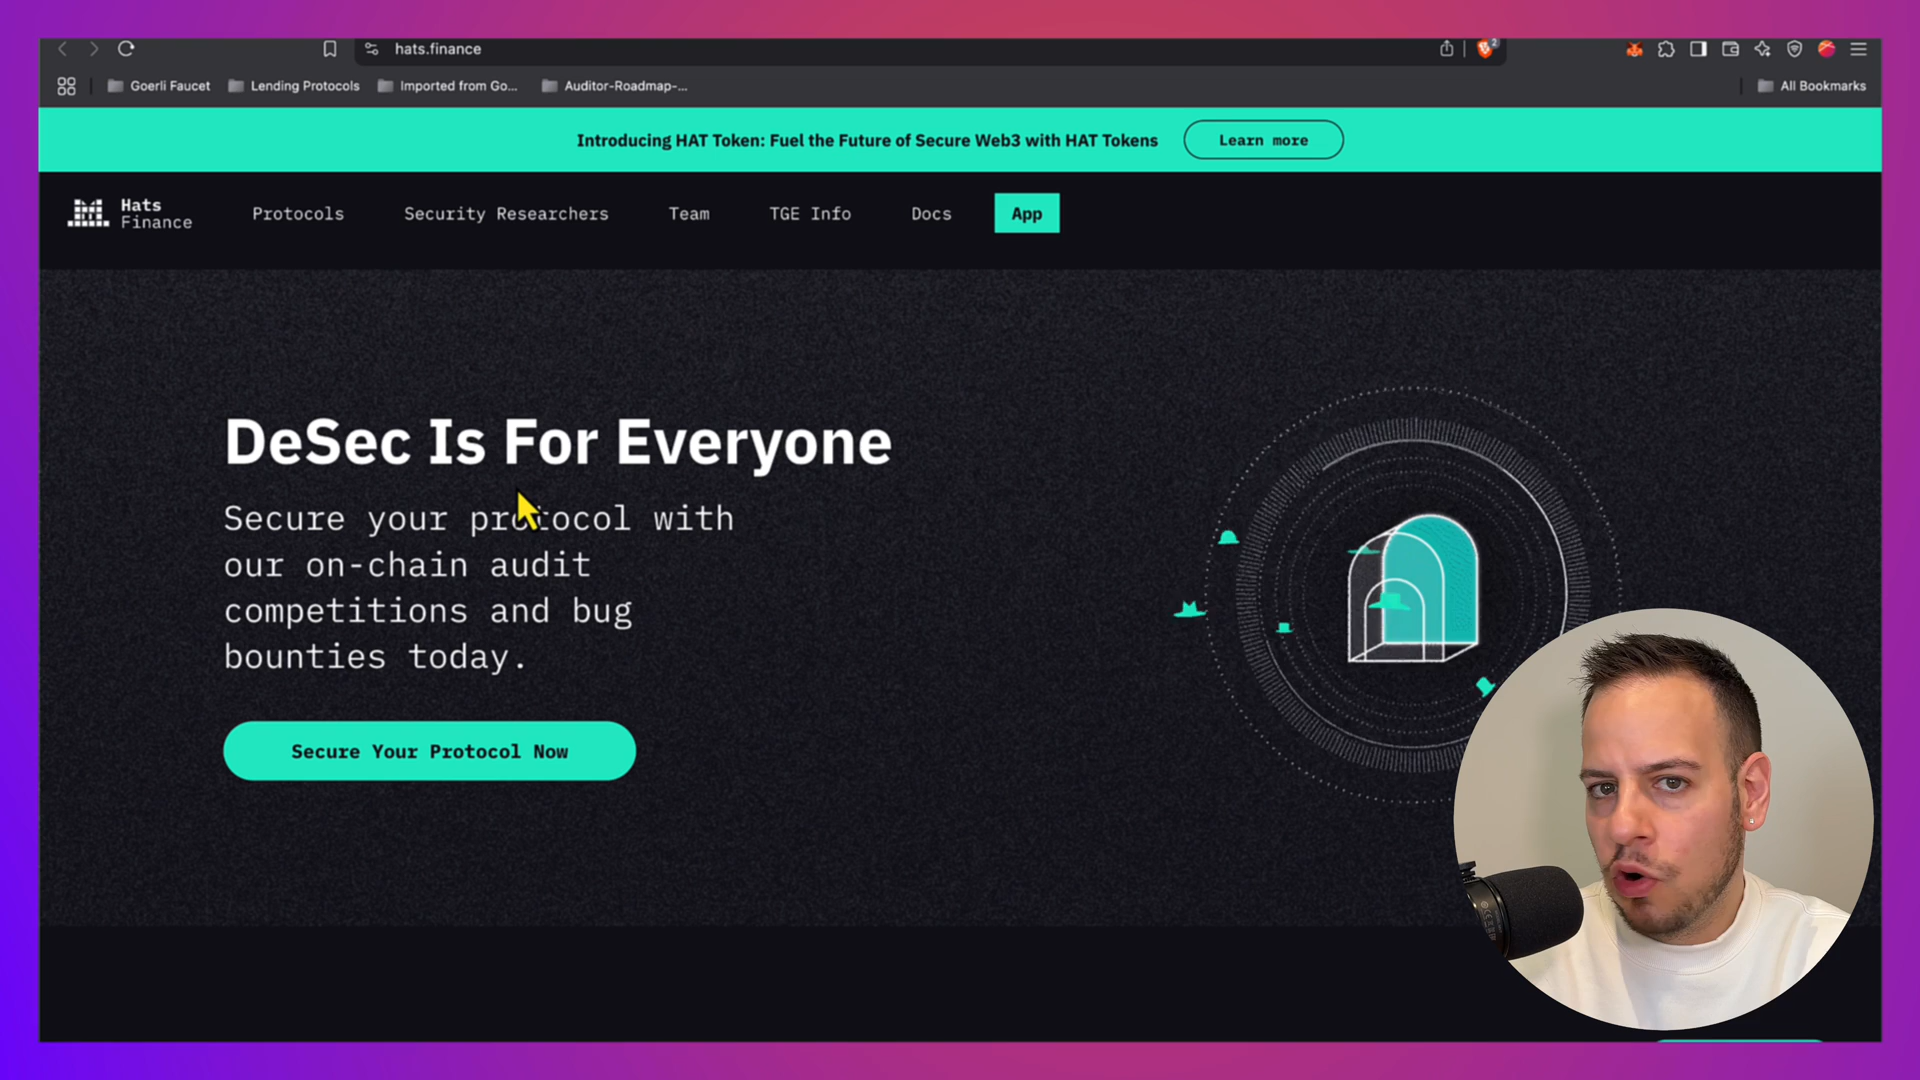 hats.finance
2
Goerli Faucet
Lending Protocols
Imported from Go...
Auditor-Roadmap-...
All Bookmarks
Introducing HAT Token: Fuel the Future of Secure Web3 with HAT Tokens
Learn more
Hats
Finance
Protocols
Security Researchers
Team
TGE Info
Docs
App
DeSec Is For Everyone
Secure your protocol with
our on-chain audit
competitions and bug
bounties today.
Secure Your Protocol Now